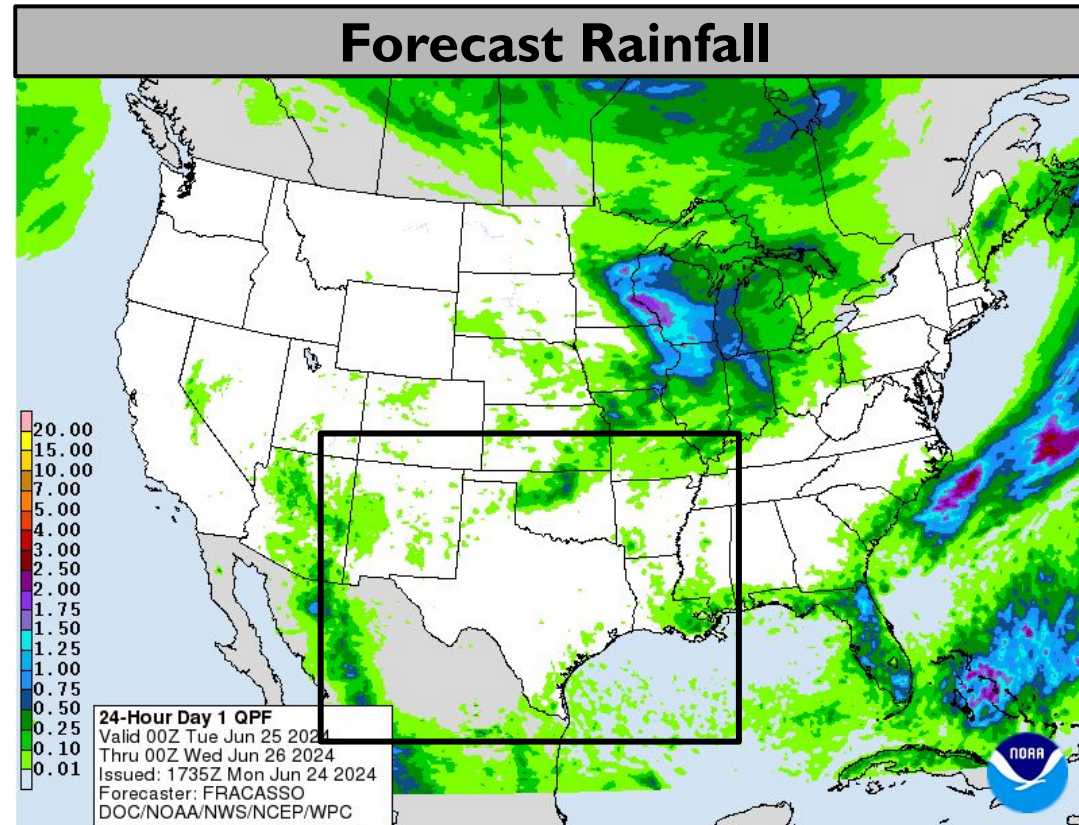 Forecast Rainfall
20.00
15.00
10.00
7.00
5.00
4.00
3.00
2.50
2.00
1.75
1.50
1.25
1.00
0.75
0.50
0.25
0.10
0.01
24-Hour Day 1 QPF
Valid 00Z Tue Jun 25 2024
Thru 00Z Wed Jun 26 2024
Issued: 1735Z Mon Jun 24 2024
Forecaster: FRACASSO
DOC/NOAA/NWS/NCEP/WPC
NOAA